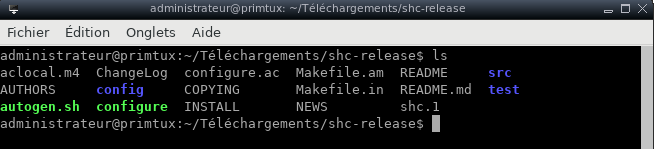 administrateur@primtux: ~/Téléchargements/shc-release
Fichier Édition Onglets Aide
administrateur@primtux:~/Téléchargements/shc-release$ ls
aclocal.m4 ChangeLog configure.ac Makefile.am README src
AUTHORS config COPYING Makefile.in README.md test
autogen.sh configure INSTALL NEWS shc.1
administrateur@primtux:~/Téléchargements/shc-release$